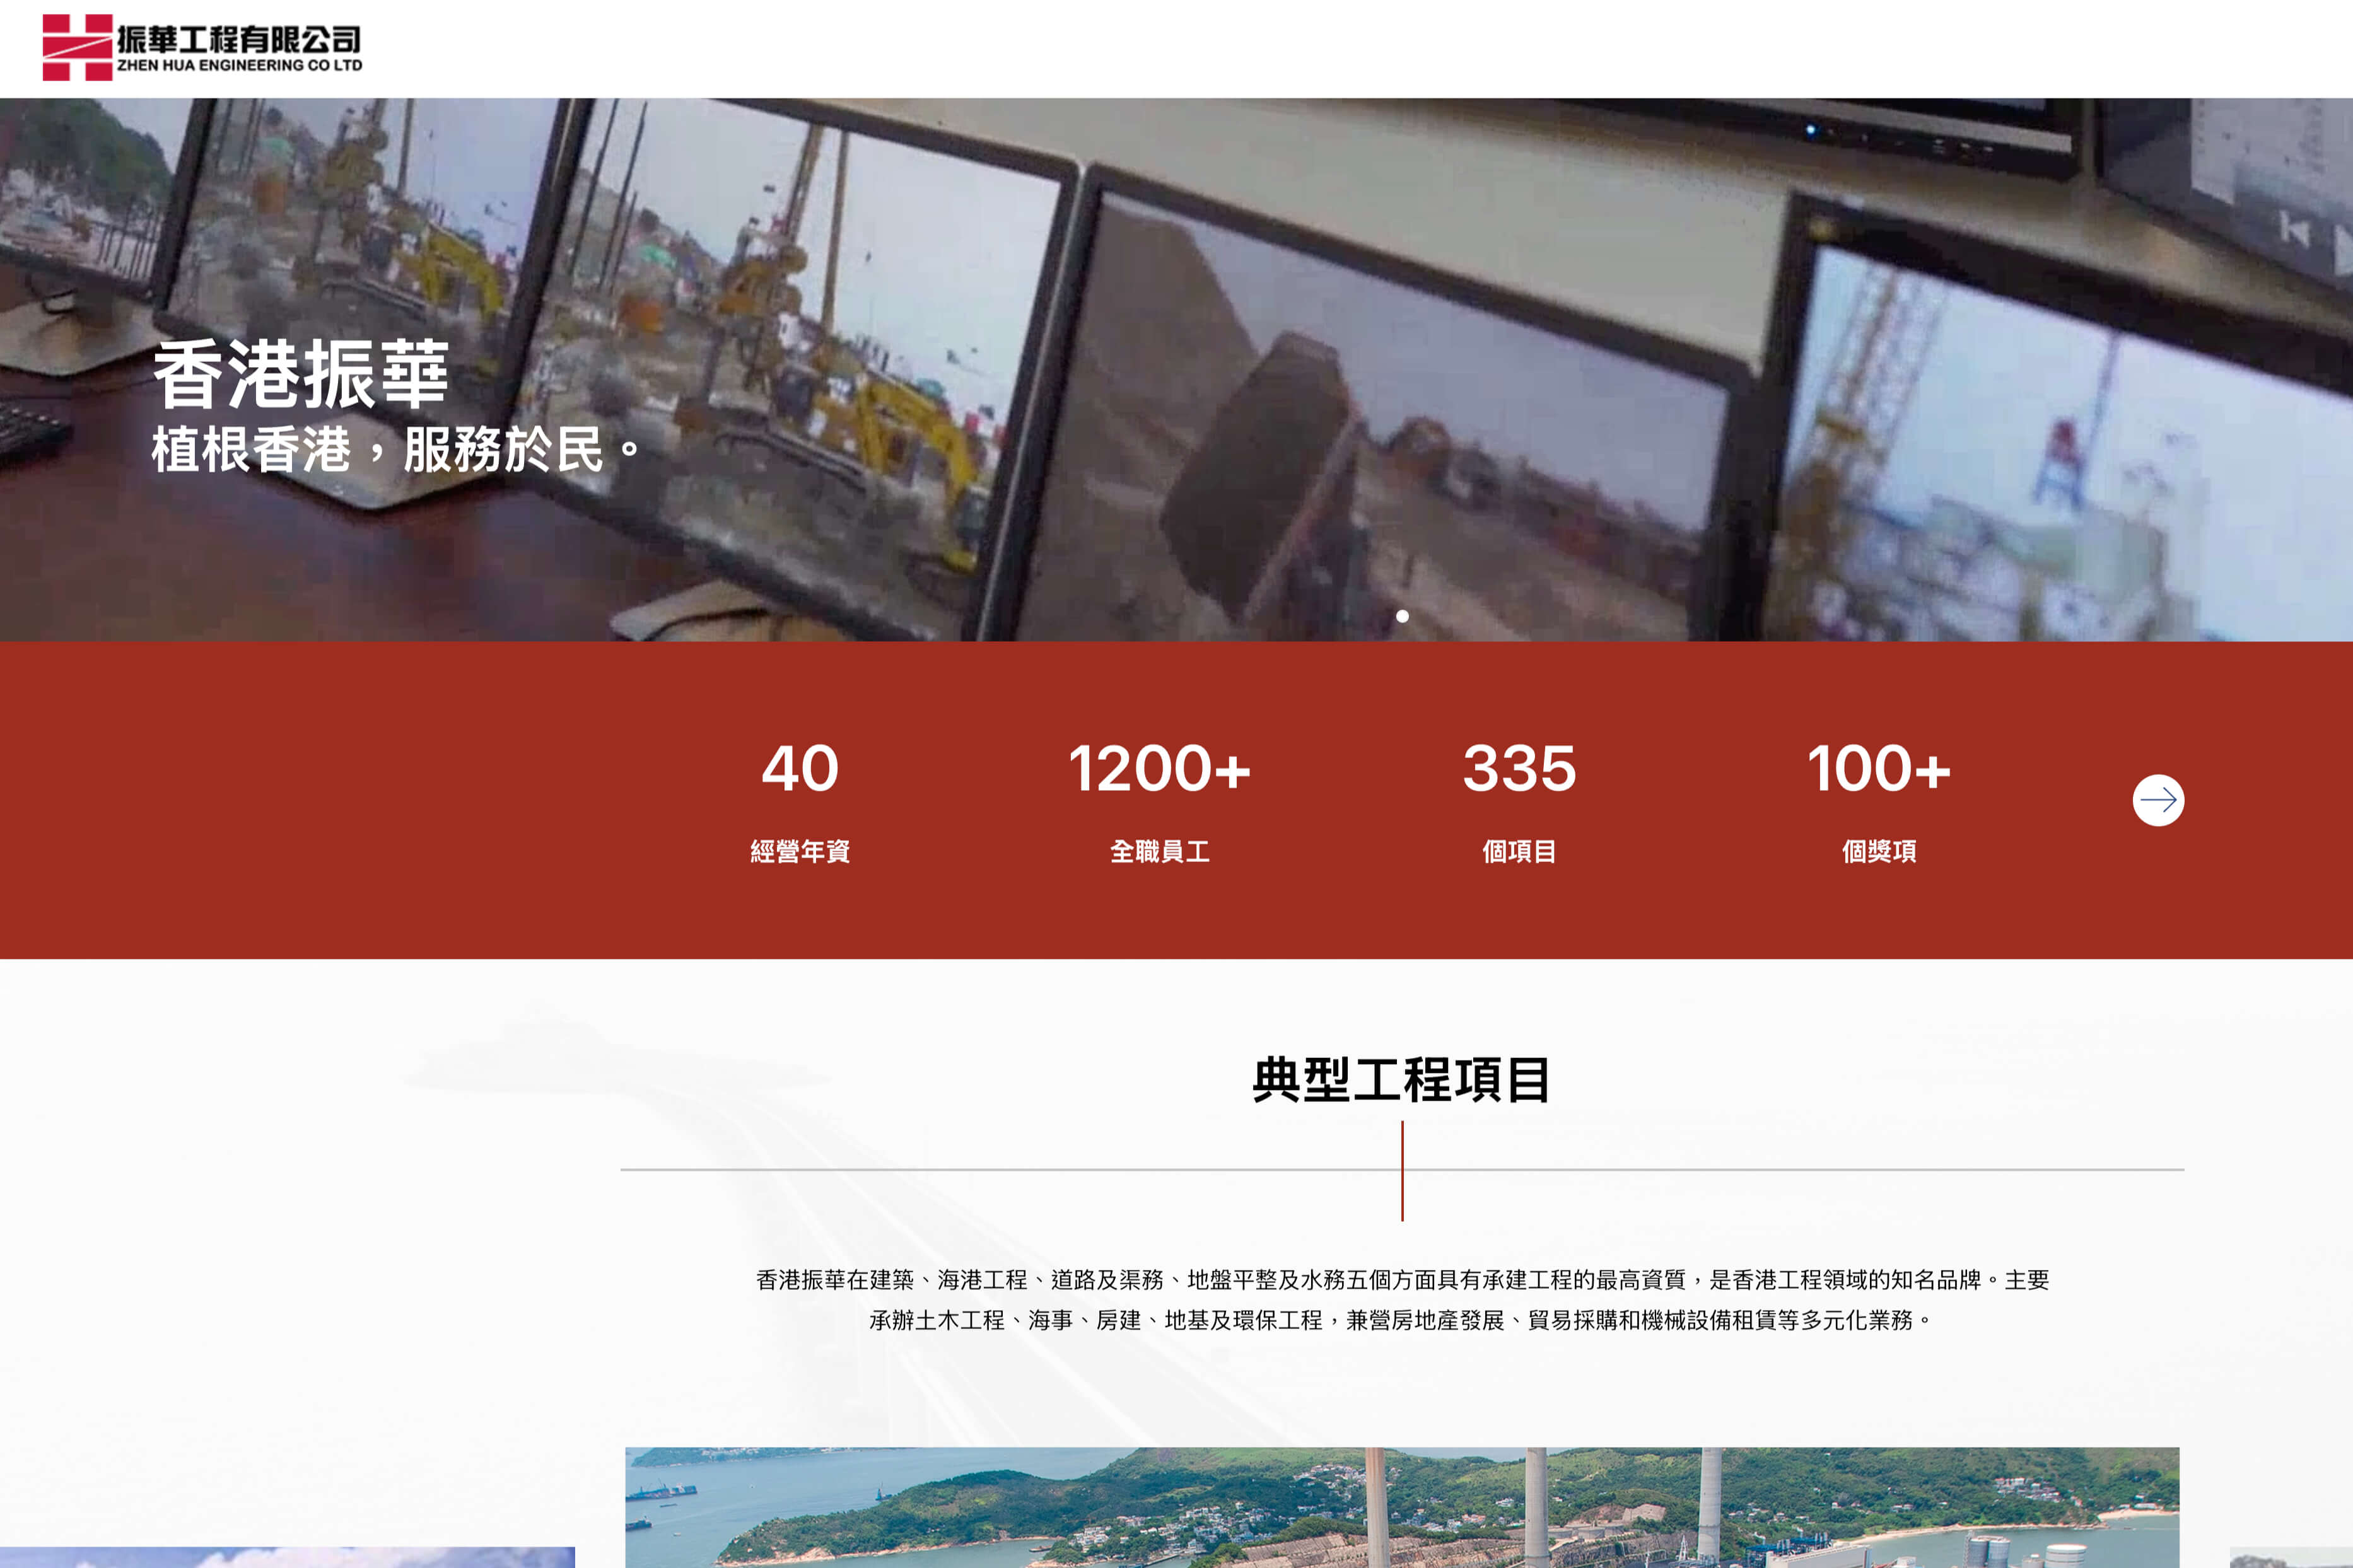 振華工程有限公司
ZHEN HUA ENGINEERING CO LTD
香港振華
植根香港，服務於民。
40
1200+
335
100+
經營年資
全職員工
個項目
個獎項
典型工程項目
香港振華在建築、海港工程、道路及渠務、地盤平整及水務五個方面具有承建工程的最高資質，是香港工程領域的知名品牌。主要
承辦土木工程、海事、房建、地基及環保工程，兼營房地產發展、貿易採購和機械設備租賃等多元化業務。